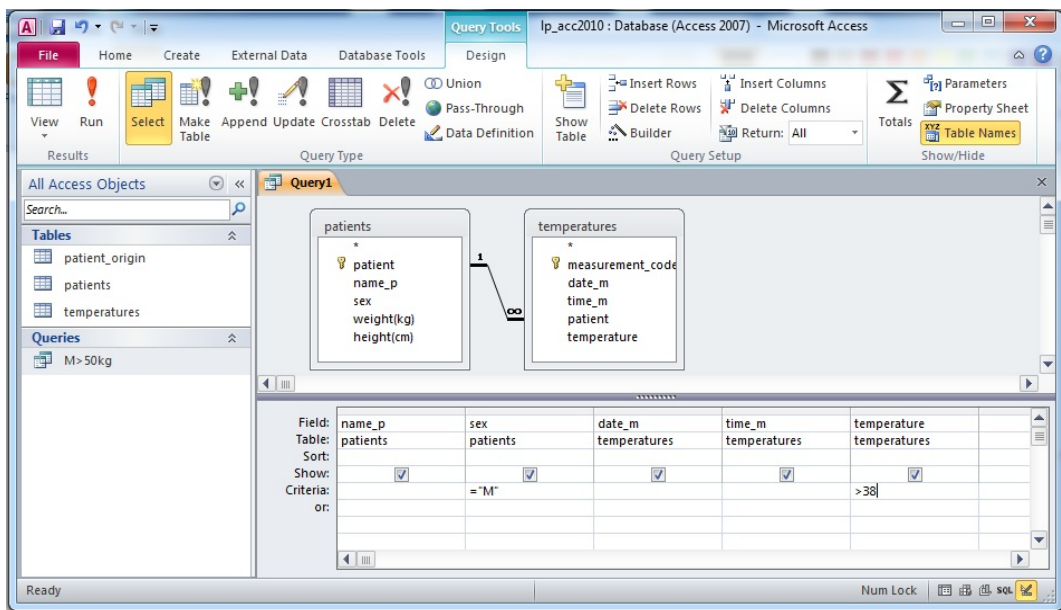 A Query Tools lp_acc2010 : Database (Access 2007) - Microsoft Access
File Home Create External Data Database Tools Design
View
Run
Select
Make Table
Append
Update
Crosstab
Delete
Union
Pass-Through
Data Definition
Show Table
Insert Rows
Delete Rows
Builder
Insert Columns
Delete Columns
Return: All
Totals
Parameters
Property Sheet
XYZ Table Names
Results Query Type Query Setup Show/Hide
All Access Objects
Search...
Tables
patient_origin
patients
temperatures
Queries
M>50kg
Query1
patients
*
patient
name_p
sex
weight(kg)
height(cm)
1
∞
temperatures
*
measurement_code
date_m
time_m
patient
temperature
Field: name_p sex date_m time_m temperature
Table: patients patients temperatures temperatures temperatures
Sort:
Show:
Criteria: ="M" >38
or:
Ready Num Lock SQL